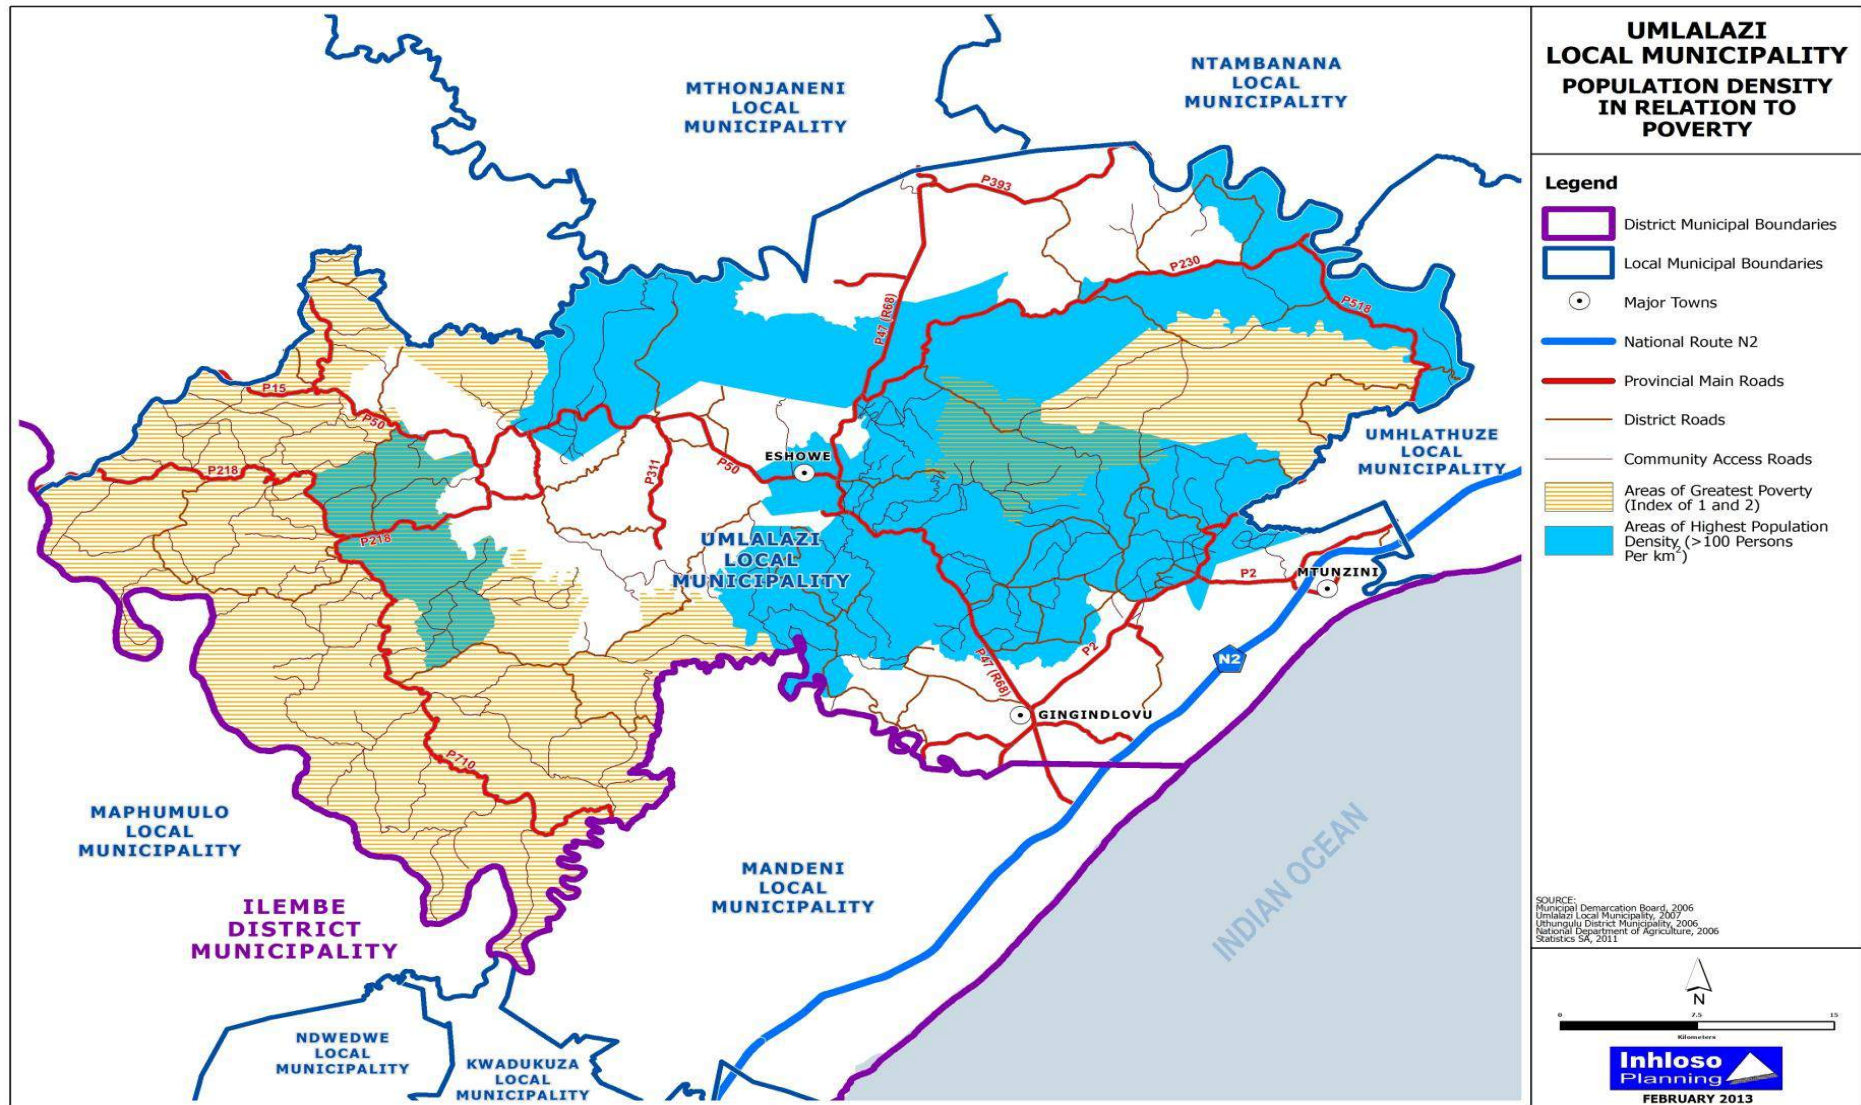 UMLALAZI
LOCAL MUNICIPALITY
POPULATION DENSITY
IN RELATION TO
POVERTY
Legend
District Municipal Boundaries
Local Municipal Boundaries
Major Towns
National Route N2
Provincial Main Roads
District Roads
Community Access Roads
Areas of Greatest Poverty
(Index of 1 and 2)
Areas of Highest Population
Density (>100 Persons
Per km²)
SOURCE:
Municipal Demarcation Board, 2006
Umlalazi Local Municipality, 2007
Uthungulu District Municipality, 2006
National Department of Agriculture, 2006
Statistics SA, 2011
N
0 7.5 15
Kilometers
Inhloso
Planning
FEBRUARY 2013
MTHONJANENI
LOCAL
MUNICIPALITY
NTAMBANANA
LOCAL
MUNICIPALITY
P393
P230
P518
P47 (R68)
P15
P50
P218
P311
P50
ESHOWE
UMHLATHUZE
LOCAL
MUNICIPALITY
P218
UMLALAZI
LOCAL
MUNICIPALITY
P2
MTUNZINI
P2
N2
P47 (R68)
GINGINDLOVU
P710
MAPHUMULO
LOCAL
MUNICIPALITY
MANDENI
LOCAL
MUNICIPALITY
INDIAN OCEAN
ILEMBE
DISTRICT
MUNICIPALITY
NDWEDWE
LOCAL
MUNICIPALITY
KWADUKUZA
LOCAL
MUNICIPALITY